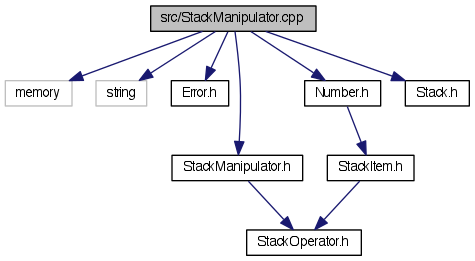 src/StackManipulator.cpp
memory
string
Error.h
Number.h
Stack.h
StackManipulator.h
StackItem.h
StackOperator.h